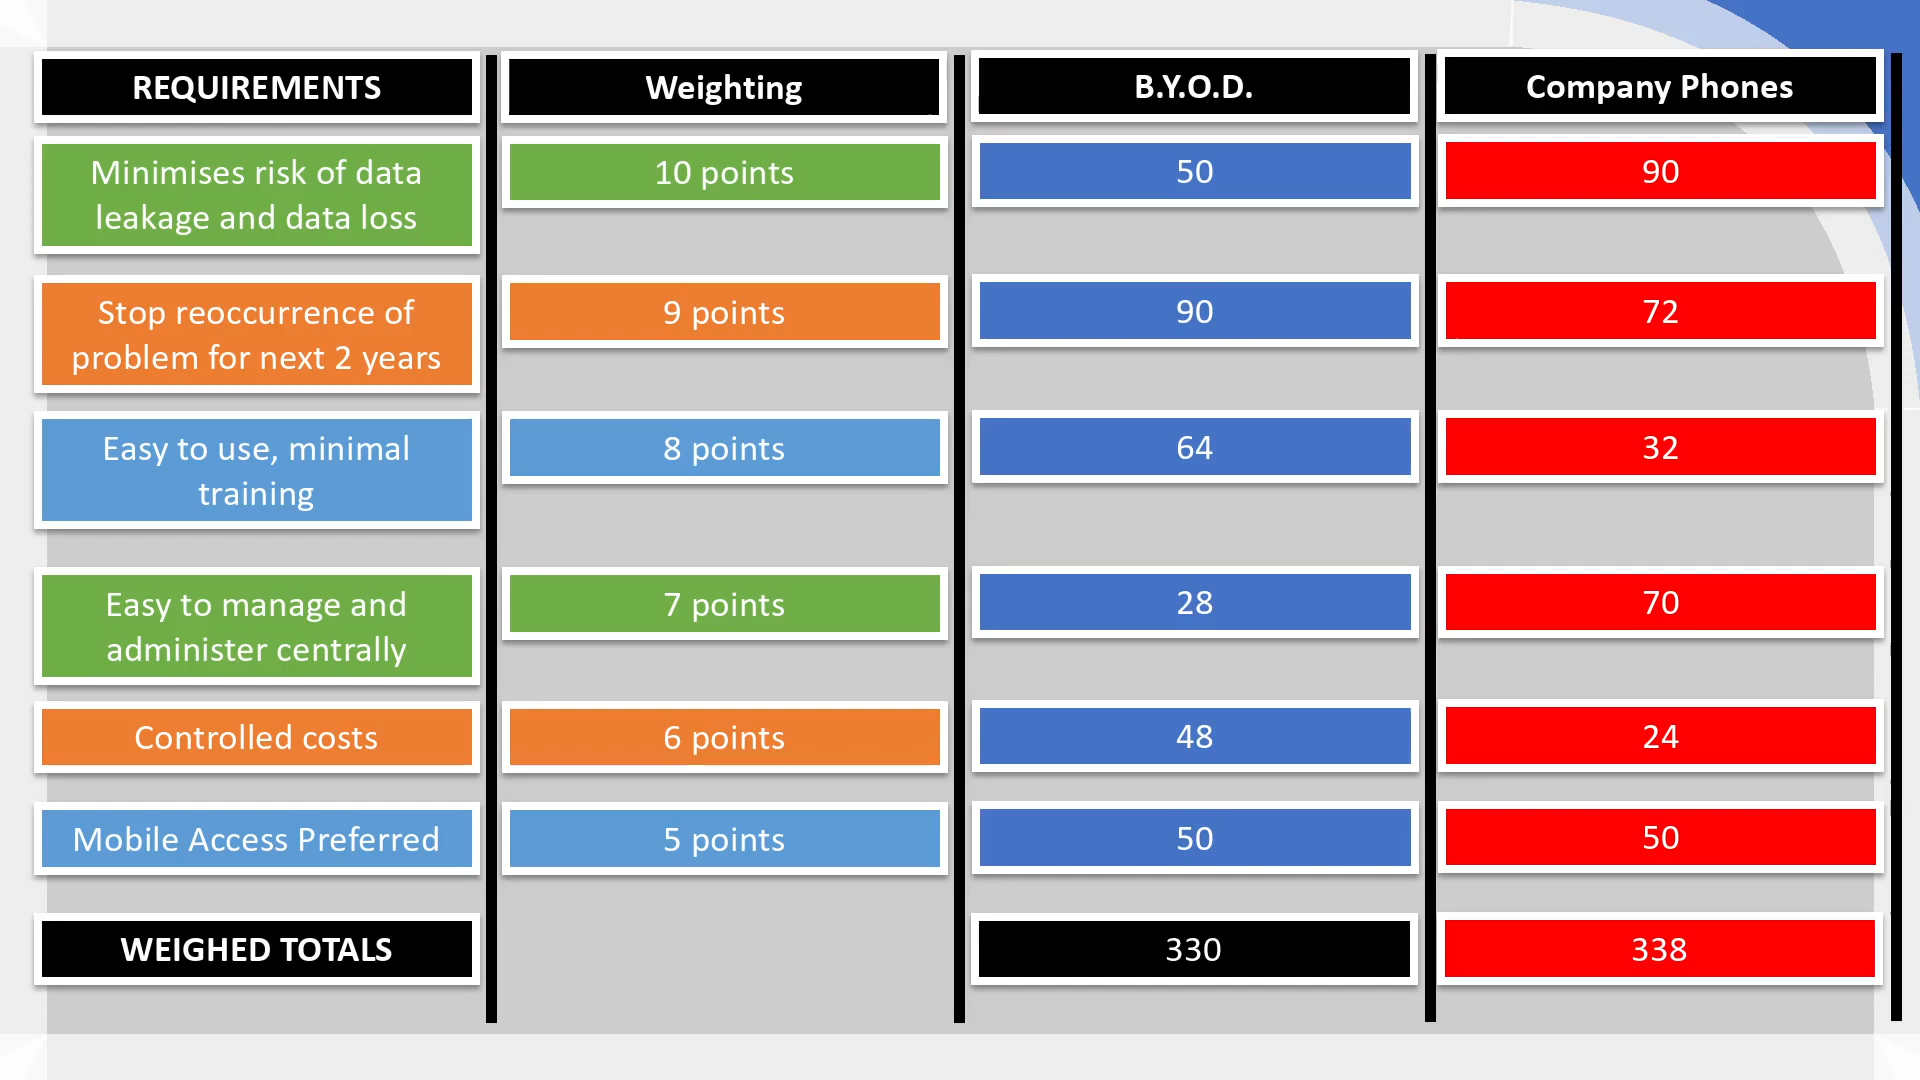 REQUIREMENTS Weighting B.Y.O.D. Company Phones
Minimises risk of data
leakage and data loss
10 points 50 90
Stop reoccurrence of
problem for next 2 years
9 points 90 72
Easy to use, minimal
training
8 points 64 32
Easy to manage and
administer centrally
7 points 28 70
Controlled costs 6 points 48 24
Mobile Access Preferred 5 points 50 50
WEIGHED TOTALS 330 338